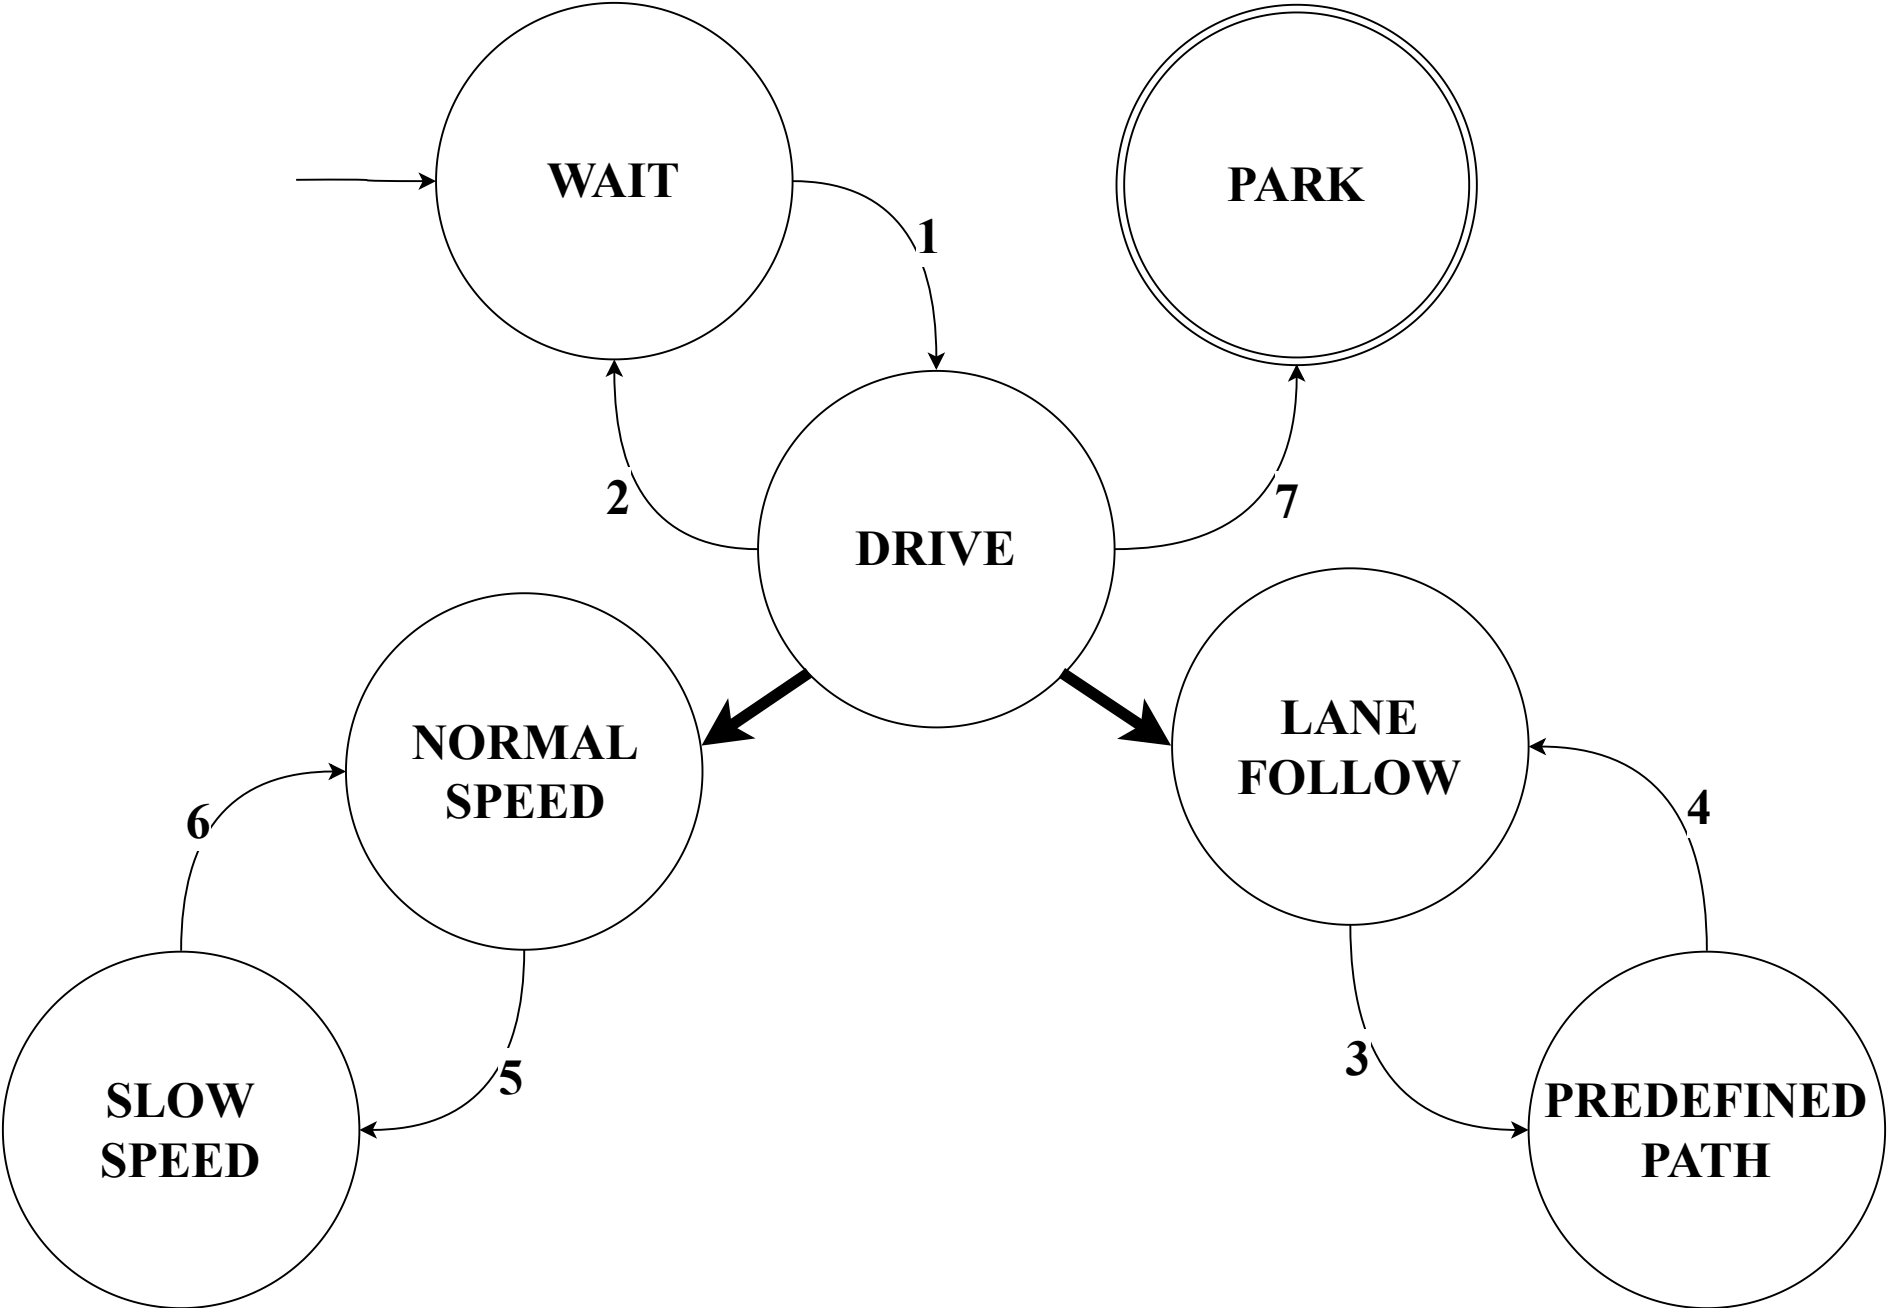 WAIT
PARK
1
2
7
DRIVE
NORMAL
SPEED
LANE
FOLLOW
6
4
5
3
SLOW
SPEED
PREDEFINED
PATH